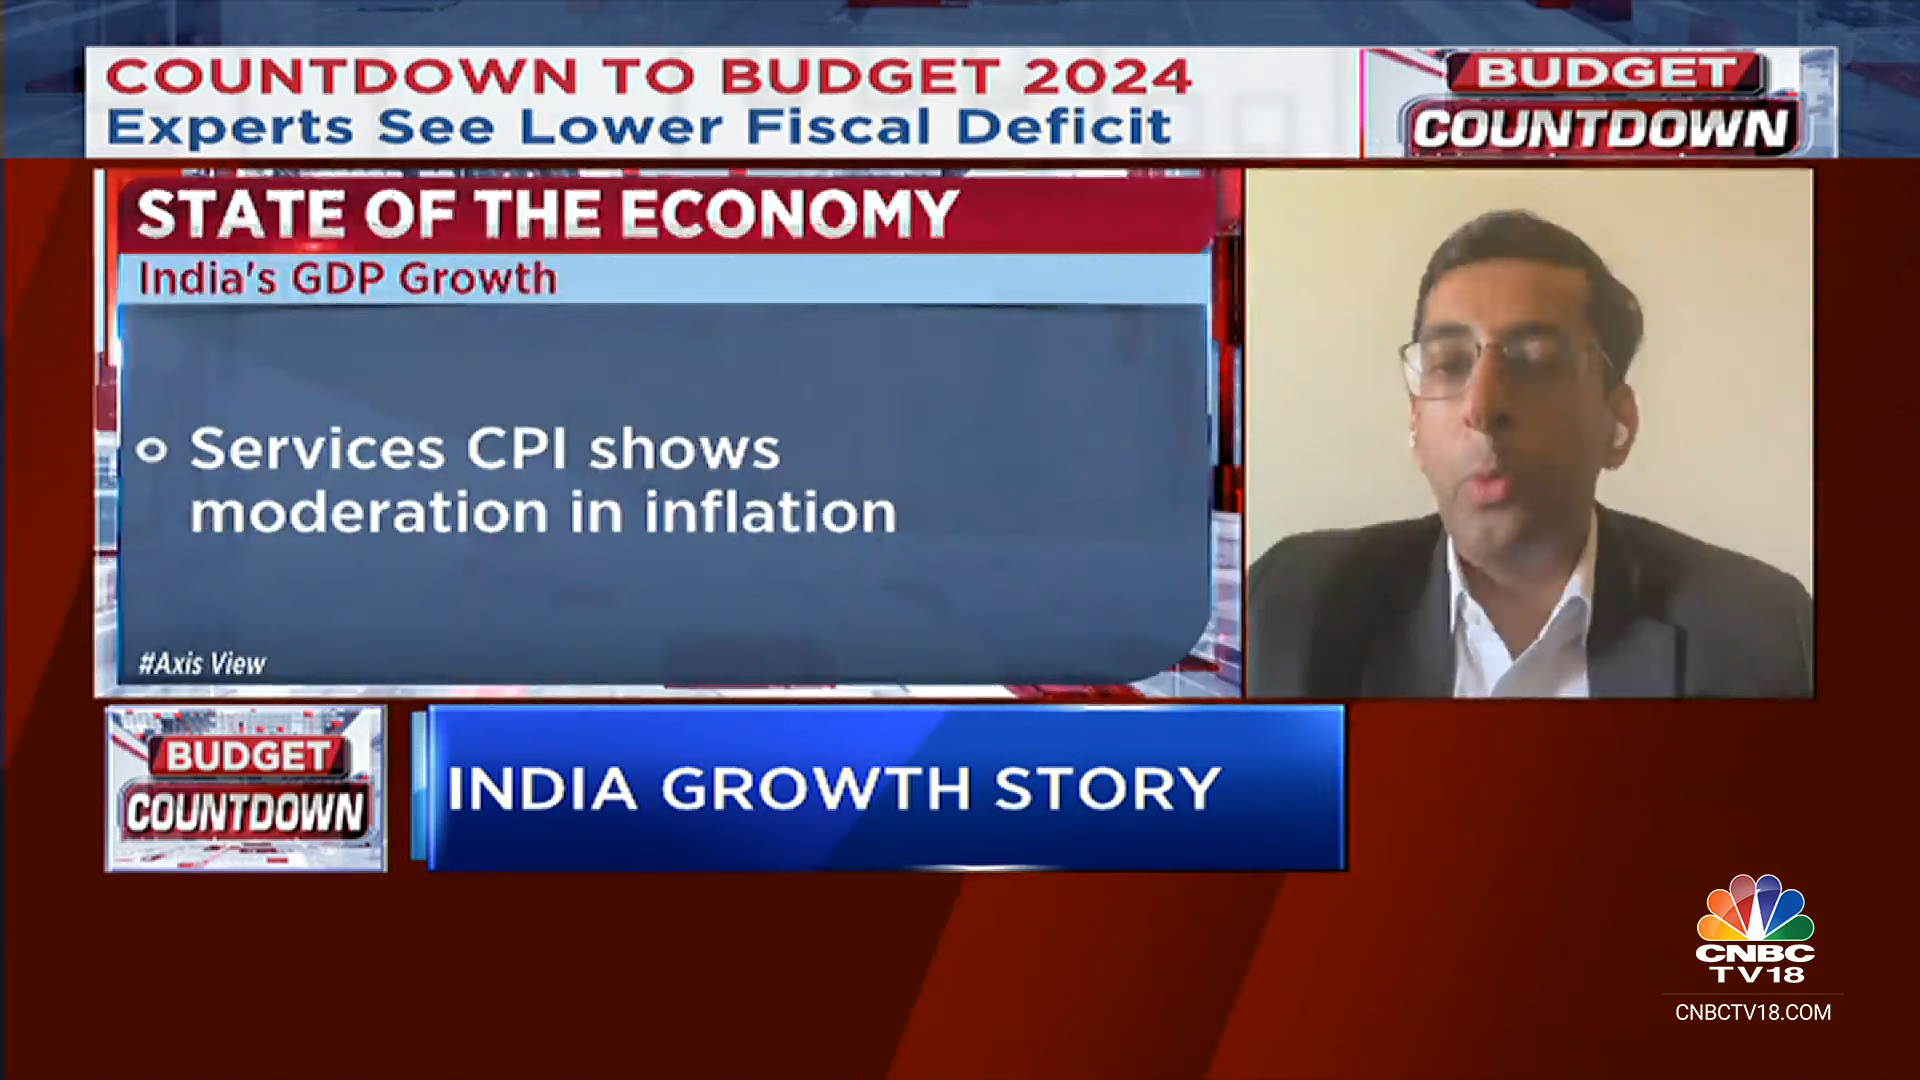 COUNTDOWN TO BUDGET 2024
Experts See Lower Fiscal Deficit
BUDGET
COUNTDOWN
STATE OF THE ECONOMY
India's GDP Growth
o Services CPI shows
moderation in inflation
#Axis View
BUDGET
COUNTDOWN
INDIA GROWTH STORY
CNBC
TV18
CNBCTV18.COM